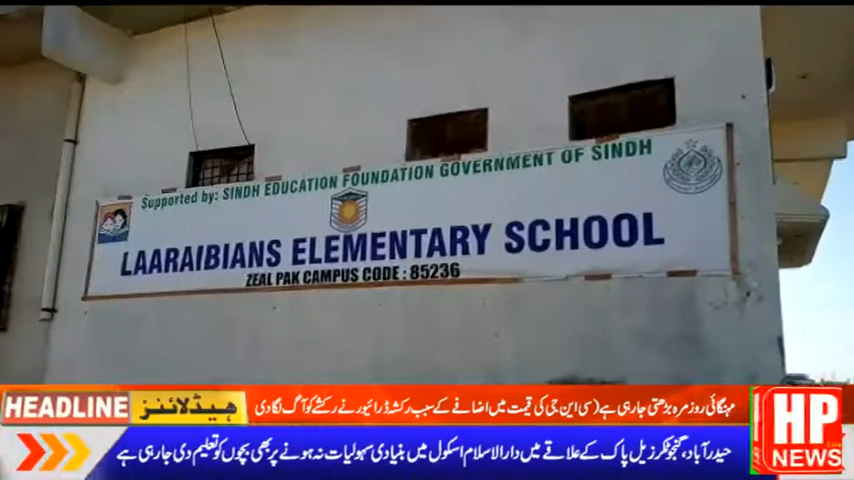 Supported by: SINDH EDUCATION FOUNDATION GOVERNMENT OF SINDH
LAARAIBIANS ELEMENTARY SCHOOL
ZEAL PAK CAMPUS CODE : 85236
HEADLINE ہیڈلائنز
مہنگائی روزمرہ بڑھتی جارہی ہے (سی این جی کی قیمت میں اضافے کے سبب رکشہ ڈرائیور نے رکشے کو آگ لگا دی
حیدرآباد، گنجوٹکر زیل پاک کے علاقے میں دارالاسلام اسکول میں بنیادی سہولیات نہ ہونے پر بھی بچوں کو تعلیم دی جارہی ہے
HP
NEWS